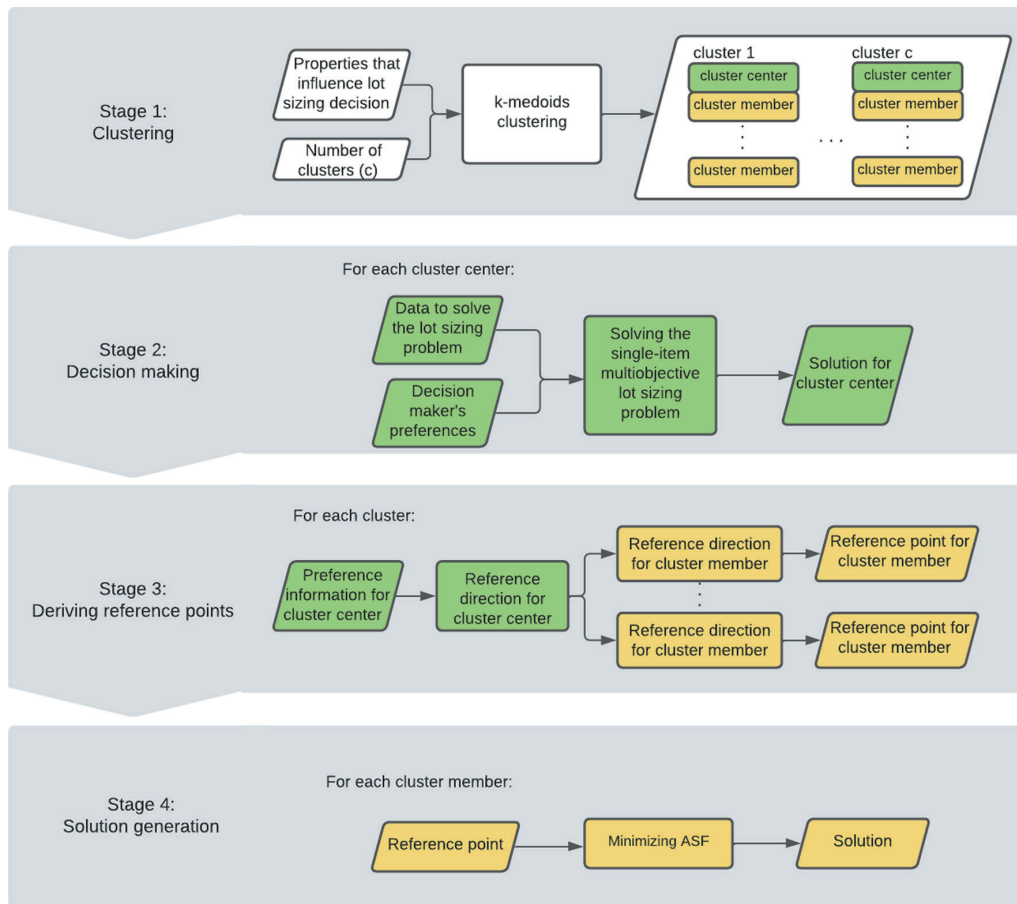 Stage 1:
Clustering
Properties that
influence lot
sizing decision
Number of
clusters (c)
k-medoids
clustering
cluster 1
cluster center
cluster member
cluster member
. . .
cluster c
cluster center
cluster member
cluster member
Stage 2:
Decision making
For each cluster center:
Data to solve
the lot sizing
problem
Decision
maker's
preferences
Solving the
single-item
multiobjective
lot sizing
problem
Solution for
cluster center
Stage 3:
Deriving reference points
For each cluster:
Preference
information for
cluster center
Reference
direction for
cluster center
Reference direction
for cluster member
Reference point for
cluster member
Reference direction
for cluster member
Reference point for
cluster member
Stage 4:
Solution generation
For each cluster member:
Reference point
Minimizing ASF
Solution